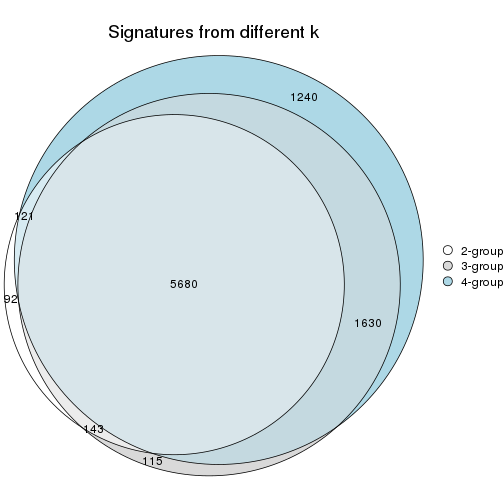 Signatures from different k
1240
121
5680
92
1630
143
115
2-group
3-group
4-group